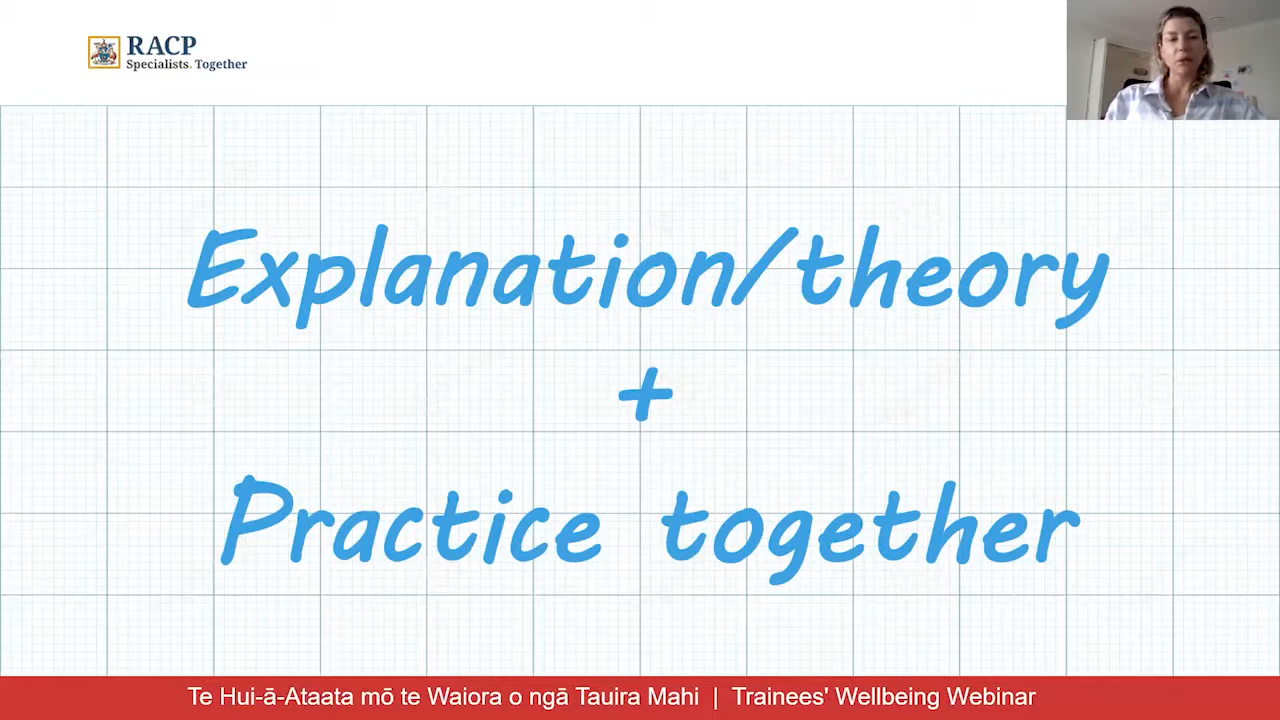 RACP
Specialists. Together
Explanation/theory
+
Practice together
Te Hui-ā-Ataata mō te Waiora o ngā Tauira Mahi | Trainees' Wellbeing Webinar